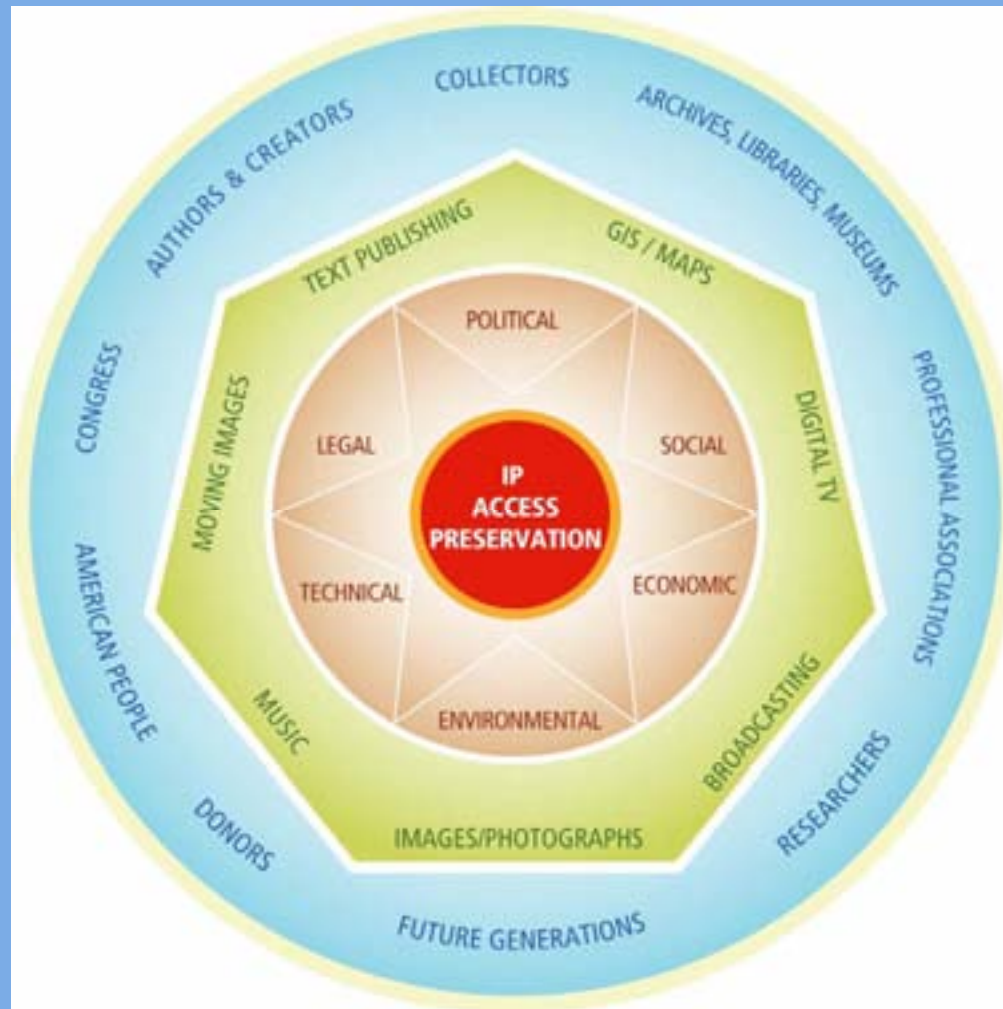 COLLECTORS
ARCHIVES, LIBRARIES, MUSEUMS
PROFESSIONAL ASSOCIATIONS
RESEARCHERS
FUTURE GENERATIONS
DONORS
AMERICAN PEOPLE
CONGRESS
AUTHORS & CREATORS
TEXT PUBLISHING
GIS / MAPS
DIGITAL TV
BROADCASTING
IMAGES/PHOTOGRAPHS
MUSIC
MOVING IMAGES
POLITICAL
SOCIAL
ECONOMIC
ENVIRONMENTAL
TECHNICAL
LEGAL
IP
ACCESS
PRESERVATION